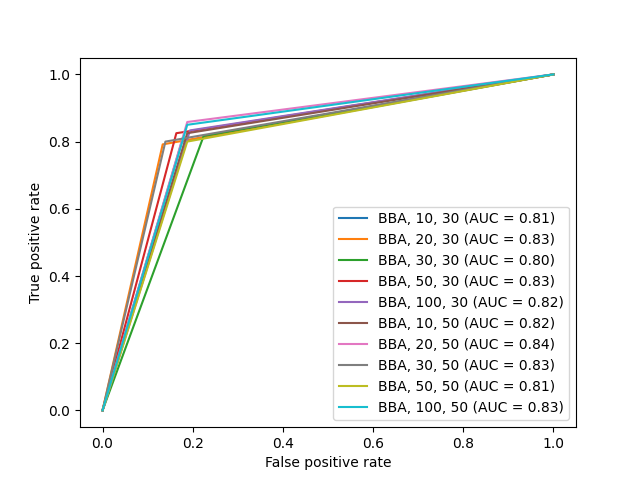 1.0
0.8
0.6
0.4
0.2
0.0
True positive rate
BBA, 10, 30 (AUC = 0.81)
BBA, 20, 30 (AUC = 0.83)
BBA, 30, 30 (AUC = 0.80)
BBA, 50, 30 (AUC = 0.83)
BBA, 100, 30 (AUC = 0.82)
BBA, 10, 50 (AUC = 0.82)
BBA, 20, 50 (AUC = 0.84)
BBA, 30, 50 (AUC = 0.83)
BBA, 50, 50 (AUC = 0.81)
BBA, 100, 50 (AUC = 0.83)
0.0 0.2 0.4 0.6 0.8 1.0
False positive rate